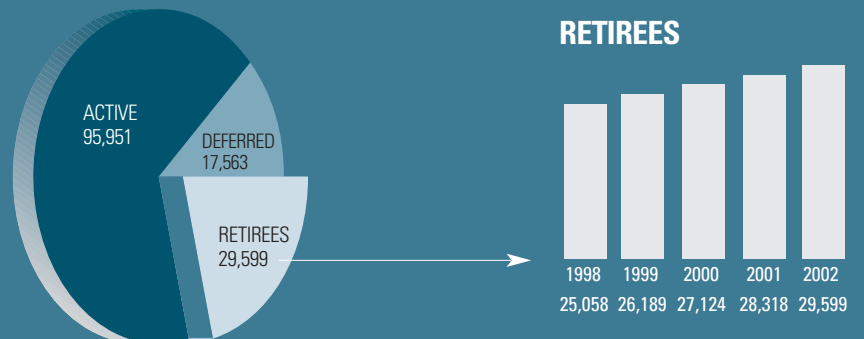 ACTIVE
95,951
DEFERRED
17,563
RETIREES
29,599
RETIREES
1998 1999 2000 2001 2002
25,058 26,189 27,124 28,318 29,599